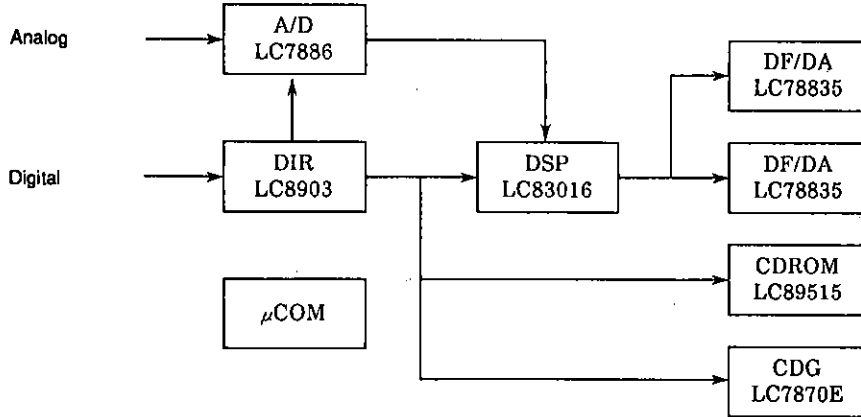 Analog
A/D
LC7886
DF/DA
LC78835
Digital
DIR
LC8903
DSP
LC83016
DF/DA
LC78835
μCOM
CDROM
LC89515
CDG
LC7870E